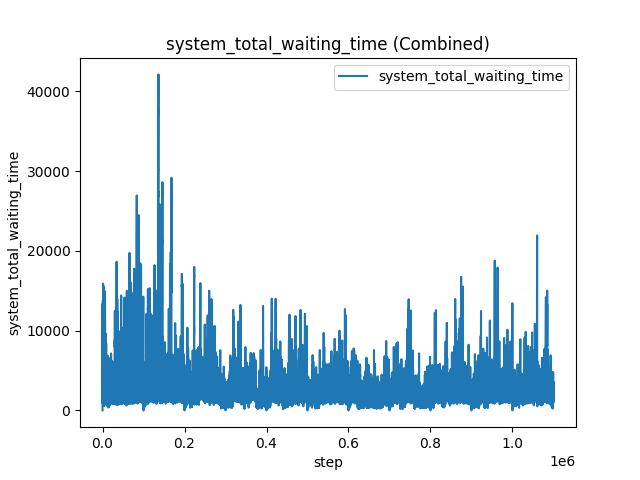 system_total_waiting_time (Combined)
system_total_waiting_time
system_total_waiting_time
40000
30000
20000
10000
0
0.0 0.2 0.4 0.6 0.8 1.0
1e6
step